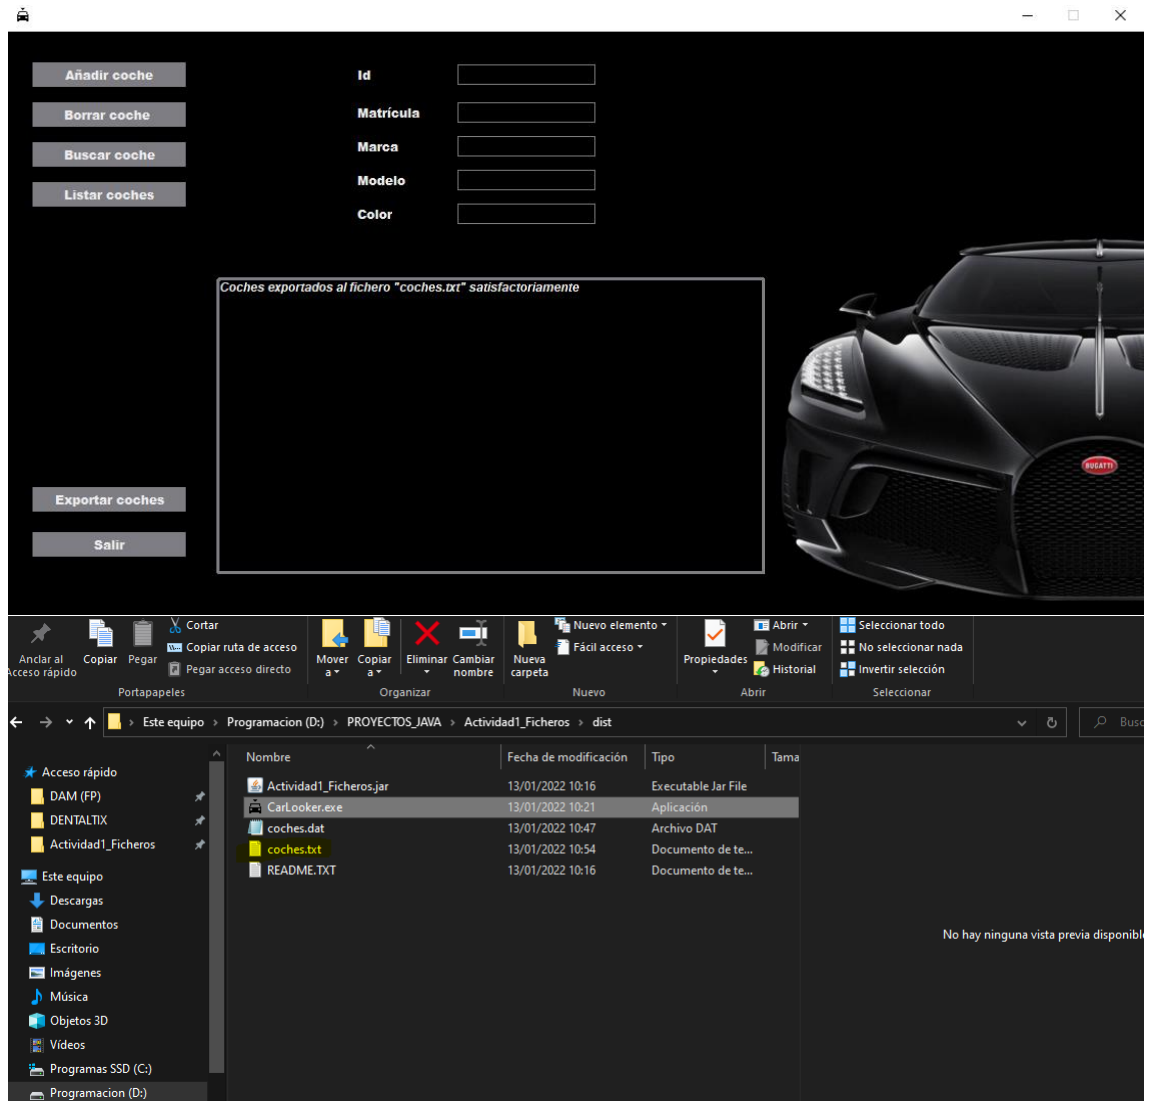 Añadir coche
Borrar coche
Buscar coche
Listar coches
Id
Matrícula
Marca
Modelo
Color
Coches exportados al fichero "coches.txt" satisfactoriamente
BUGATTI
Exportar coches
Salir
Anclar al
Acceso rápido
Copiar
Pegar
Cortar
Copiar ruta de acceso
Pegar acceso directo
Portapapeles
Mover
a
Copiar
a
Eliminar
Cambiar
nombre
Organizar
Nueva
carpeta
Nuevo elemento
Fácil acceso
Nuevo
Propiedades
Abrir
Modificar
Historial
Abrir
Seleccionar todo
No seleccionar nada
Invertir selección
Seleccionar
Este equipo > Programacion (D:) > PROYECTOS_JAVA > Actividad1_Ficheros > dist
Busc
Nombre Fecha de modificación Tipo Tama
Actividad1_Ficheros.jar 13/01/2022 10:16 Executable Jar File
CarLooker.exe 13/01/2022 10:21 Aplicación
coches.dat 13/01/2022 10:47 Archivo DAT
coches.txt 13/01/2022 10:54 Documento de te...
README.TXT 13/01/2022 10:16 Documento de te...
Acceso rápido
DAM (FP)
DENTALTIX
Actividad1_Ficheros
Este equipo
Descargas
Documentos
Escritorio
Imágenes
Música
Objetos 3D
Vídeos
Programas SSD (C:)
Programacion (D:)
No hay ninguna vista previa disponible